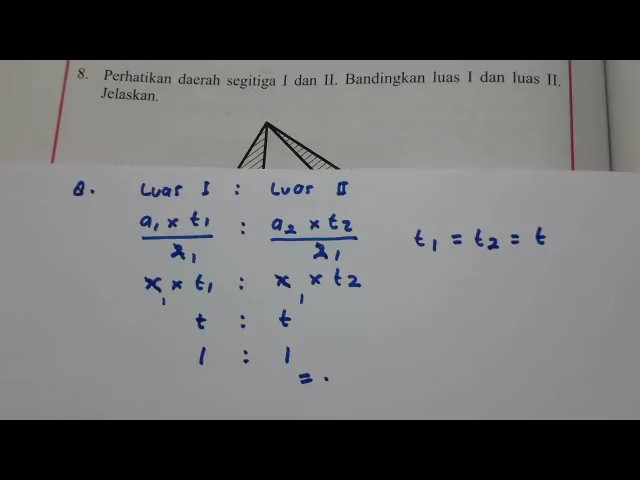 8. Perhatikan daerah segitiga I dan II. Bandingkan luas I dan luas II.
Jelaskan.
8. Luas I : Luas II
a₁ × t₁ / 2₁ : a₂ × t₂ / 2₁ t₁ = t₂ = t
x₁ × t₁ : x₁ × t₂
t : t
1 : 1
= .